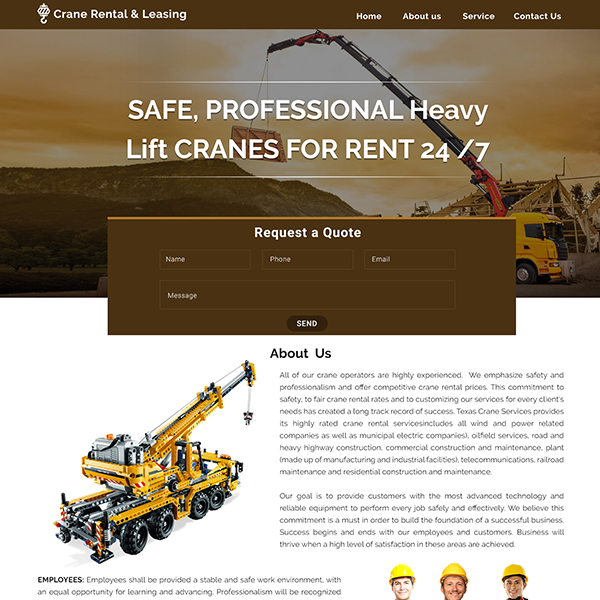 Crane Rental & Leasing
Home About us Service Contact Us
SAFE, PROFESSIONAL Heavy
Lift CRANES FOR RENT 24 /7
Request a Quote
Name Phone Email
Message
SEND
About Us
All of our crane operators are highly experienced. We emphasize safety and
professionalism and offer competitive crane rental prices. This commitment to
safety, to fair crane rental rates and to customizing our services for every client's
needs has created a long track record of success. Texas Crane Services provides
its highly rated crane rental servicesincludes all wind and power related
companies as well as municipal electric companies), oilfield services, road and
heavy highway construction, commercial construction and maintenance, plant
(made up of manufacturing and industrial facilities), telecommunications, railroad
maintenance and residential construction and maintenance.
Our goal is to provide customers with the most advanced technology and
reliable equipment to perform every job safely and effectively. We believe this
commitment is a must in order to build the foundation of a successful business.
Success begins and ends with our employees and customers. Business will
thrive when a high level of satisfaction in these areas are achieved.
EMPLOYEES: Employees shall be provided a stable and safe work environment, with
an equal opportunity for learning and advancing. Professionalism will be recognized